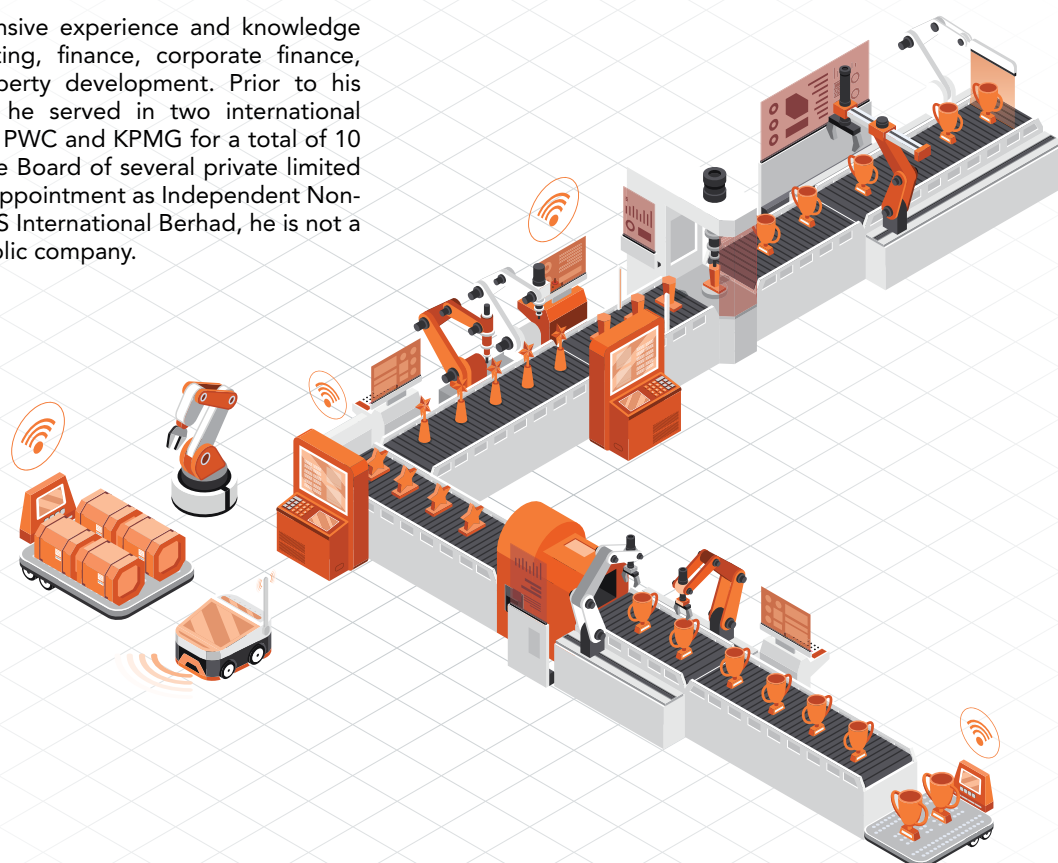 nsive experience and knowledge
ting, finance, corporate finance,
perty development. Prior to his
he served in two international
PWC and KPMG for a total of 10
e Board of several private limited
ppointment as Independent Non-
S International Berhad, he is not a
blic company.